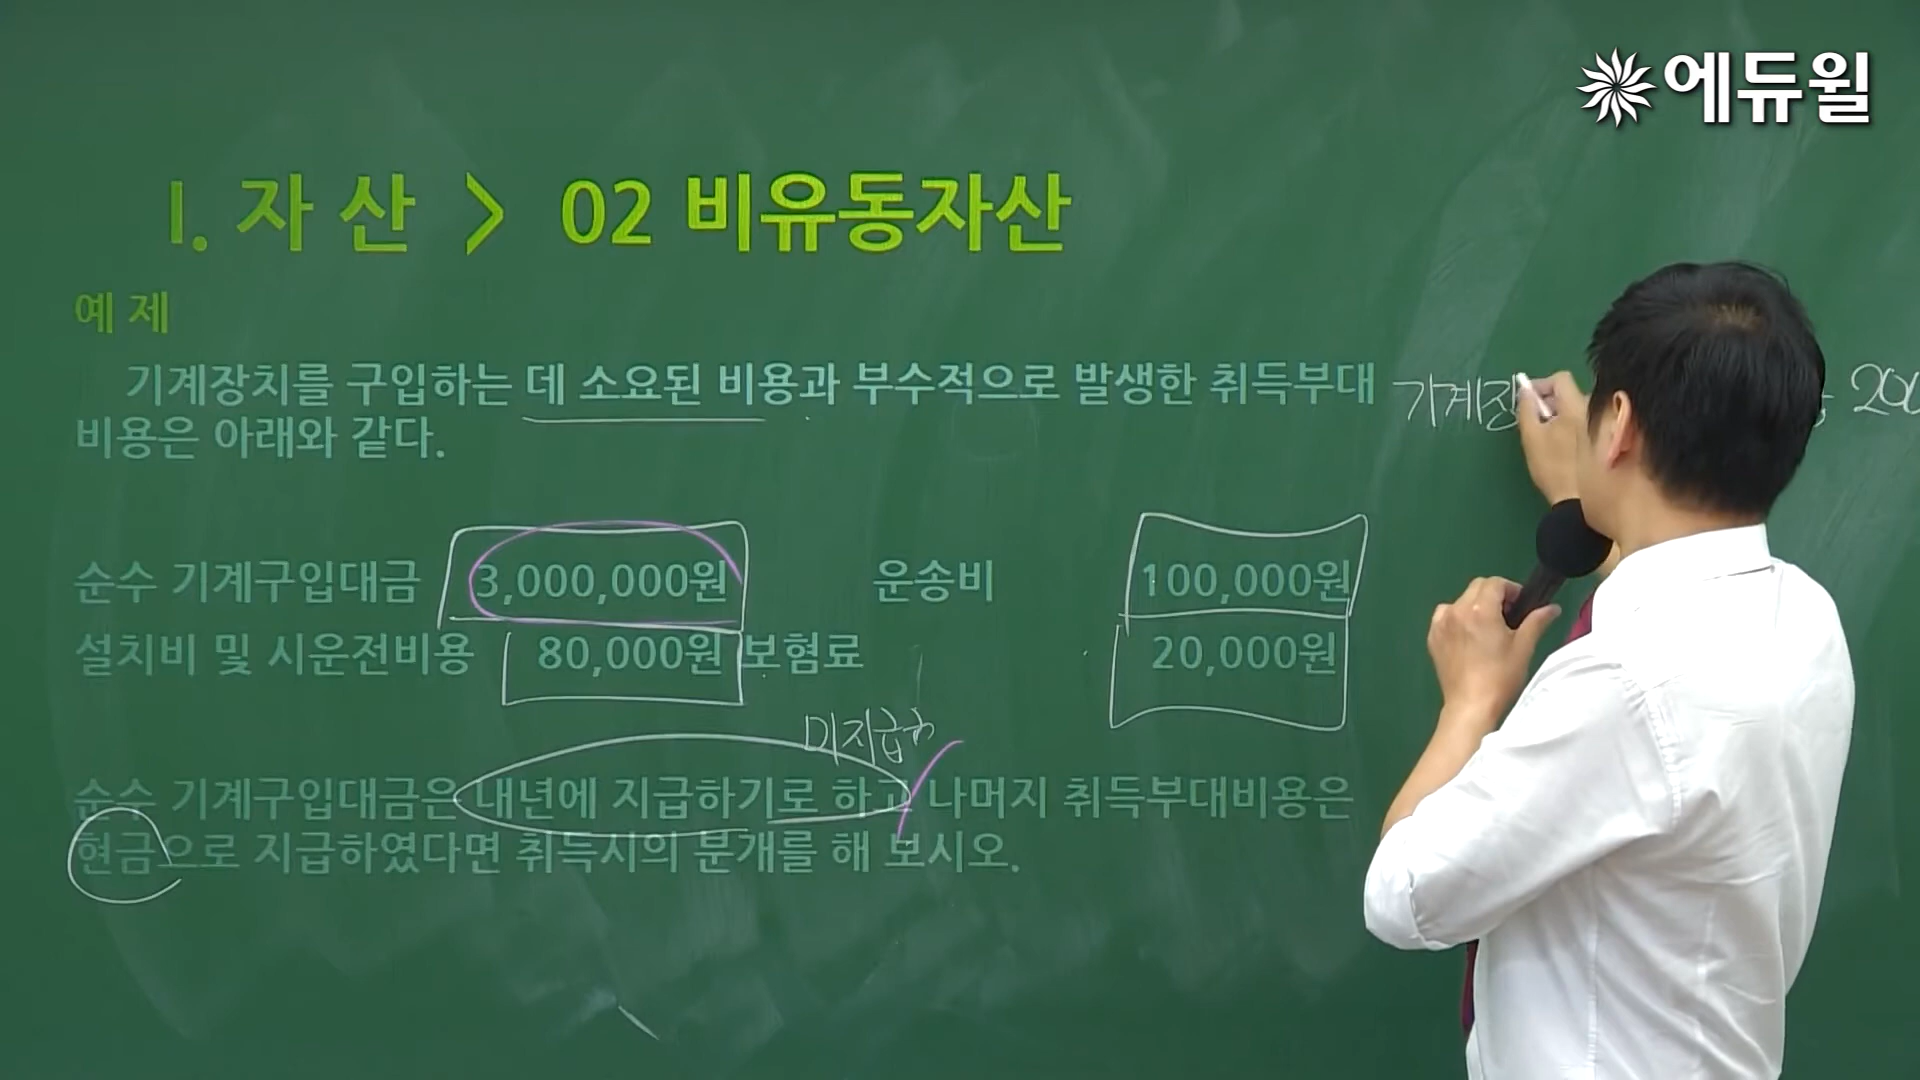 에듀윌
I. 자 산 > 02 비유동자산
예 제
기계장치를 구입하는 데 소요된 비용과 부수적으로 발생한 취득부대
비용은 아래와 같다.
기계장 200
순수 기계구입대금 3,000,000원 운송비 100,000원
설치비 및 시운전비용 80,000원 보험료 20,000원
미지급
순수 기계구입대금은 내년에 지급하기로 하고 나머지 취득부대비용은
현금으로 지급하였다면 취득시의 분개를 해 보시오.